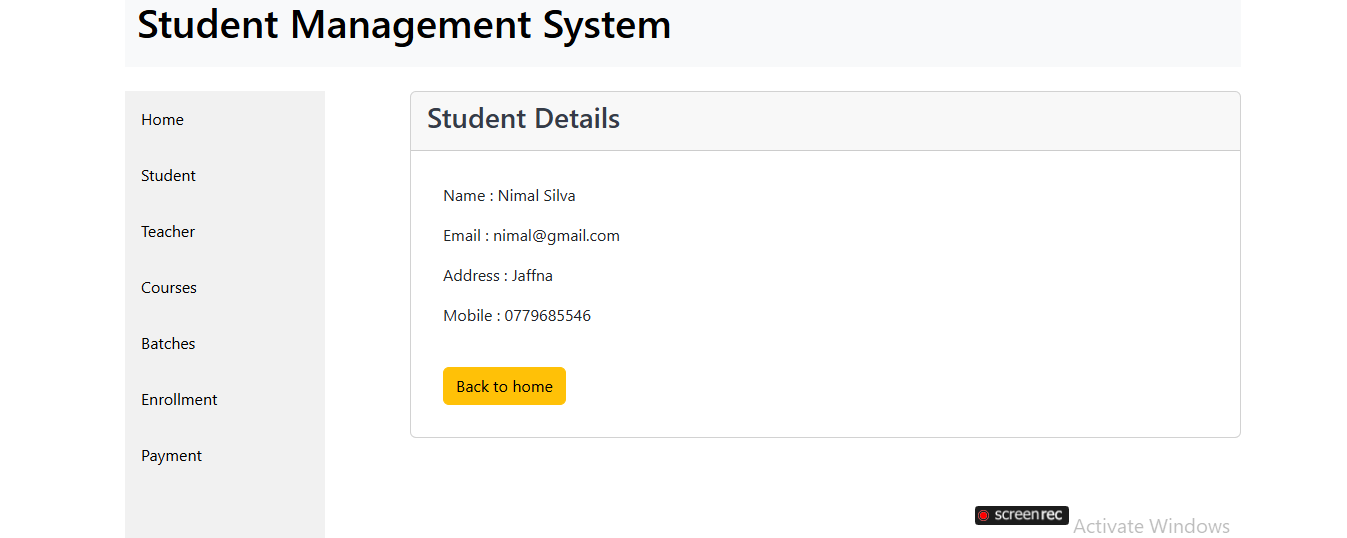 Student Management System
Home
Student
Teacher
Courses
Batches
Enrollment
Payment
Student Details
Name : Nimal Silva
Email : nimal@gmail.com
Address : Jaffna
Mobile : 0779685546
Back to home
screenrec
Activate Windows